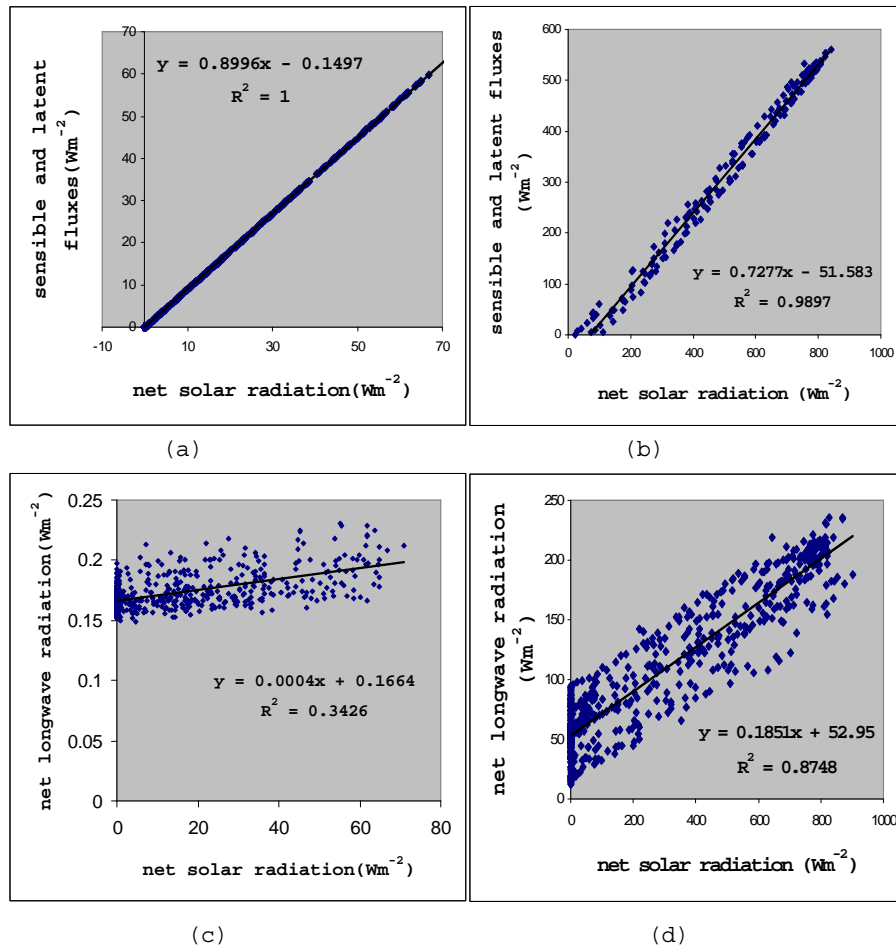 70
60
50
40
30
20
10
0
-10
10
30
50
70
y = 0.8996x - 0.1497
R² = 1
sensible and latent
fluxes(Wm⁻²)
net solar radiation(Wm⁻²)
(a)
600
500
400
300
200
100
0
0
200
400
600
800
1000
y = 0.7277x - 51.583
R² = 0.9897
sensible and latent fluxes
(Wm⁻²)
net solar radiation (Wm⁻²)
(b)
0.25
0.2
0.15
0.1
0.05
0
0
20
40
60
80
y = 0.0004x + 0.1664
R² = 0.3426
net longwave radiation(Wm⁻²)
net solar radiation(Wm⁻²)
(c)
250
200
150
100
50
0
0
200
400
600
800
1000
y = 0.1851x + 52.95
R² = 0.8748
net longwave radiation
(Wm⁻²)
net solar radiation (Wm⁻²)
(d)